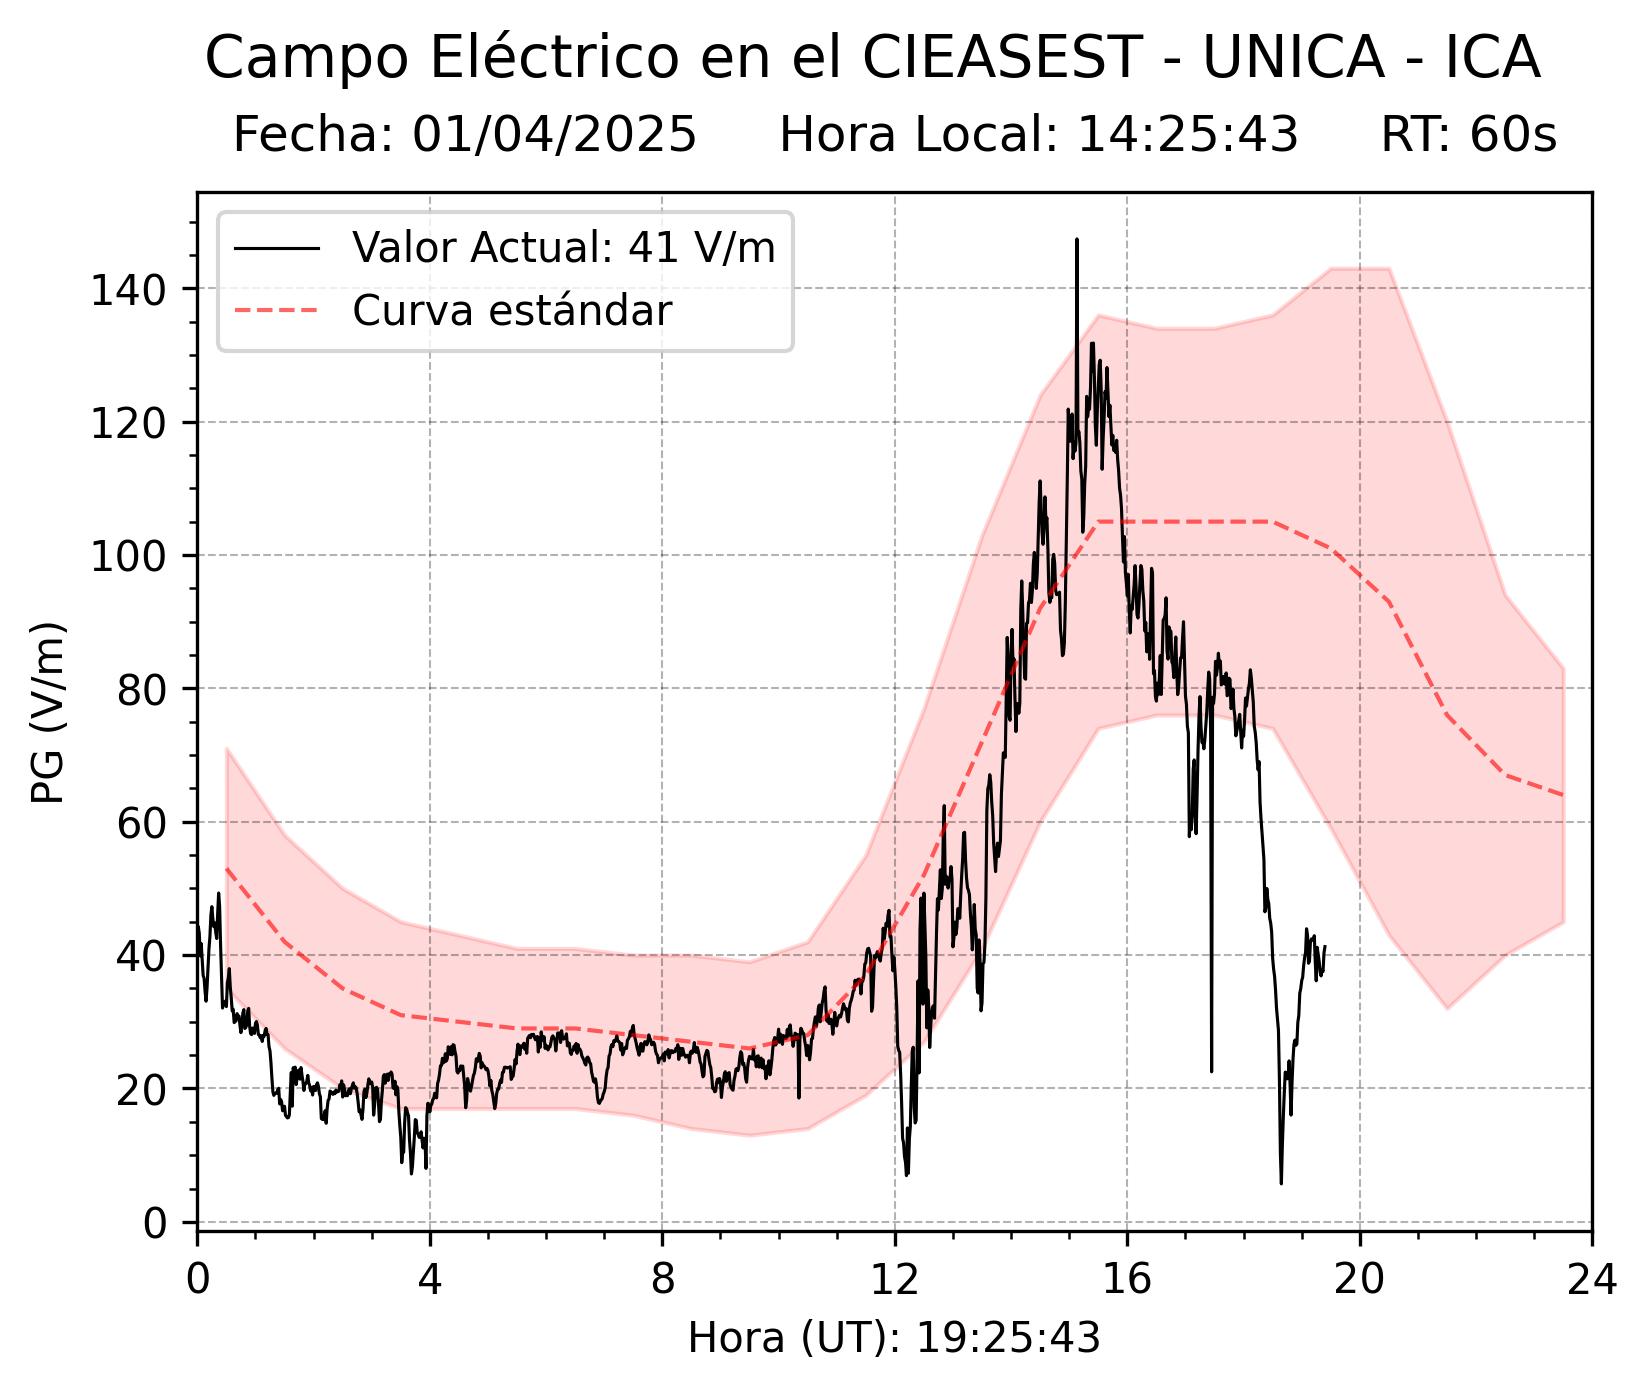 Campo Eléctrico en el CIEASEST - UNICA - ICA
Fecha: 01/04/2025 Hora Local: 14:25:43 RT: 60s
Valor Actual: 41 V/m
Curva estándar
PG (V/m)
140
120
100
80
60
40
20
0
0 4 8 12 16 20 24
Hora (UT): 19:25:43